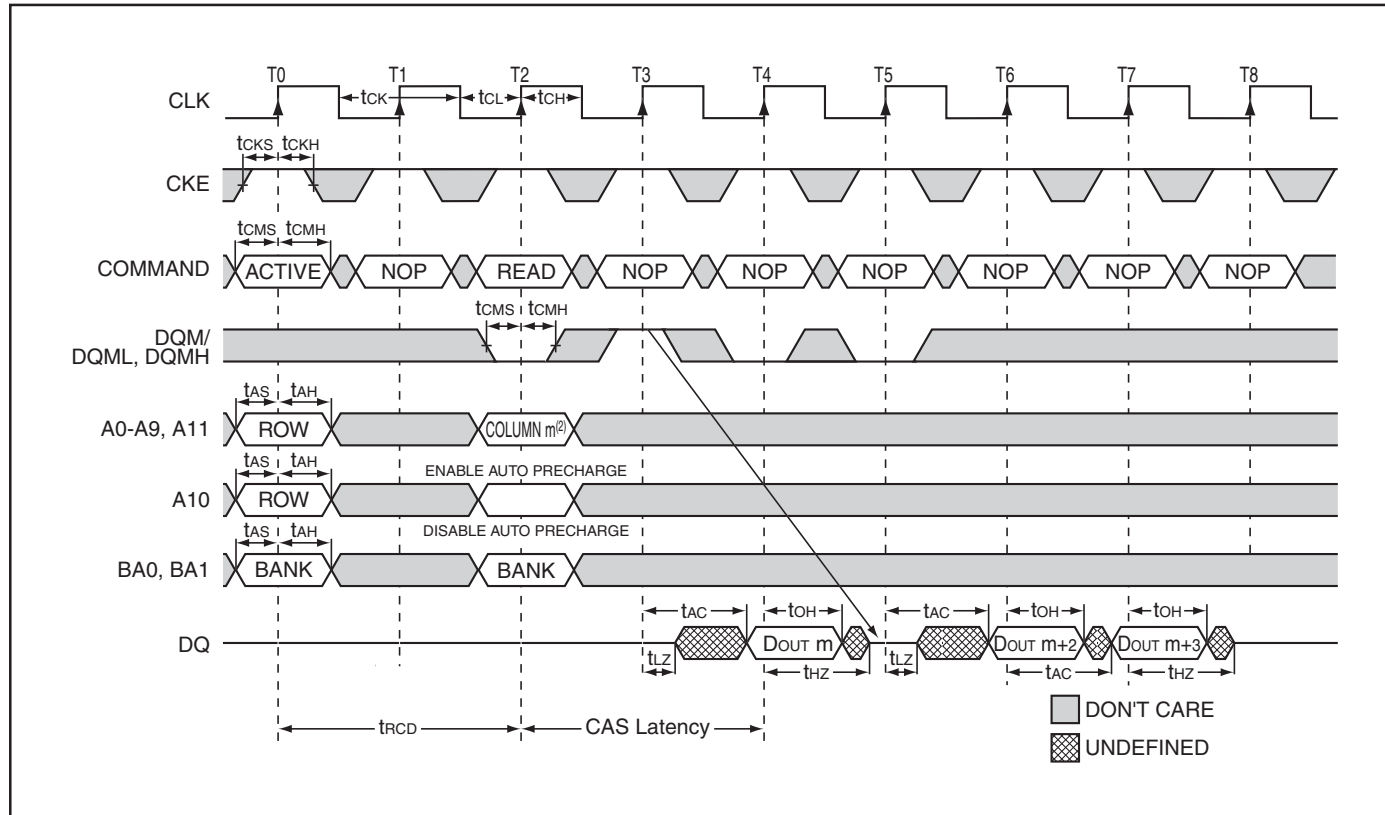 T0 T1 T2 T3 T4 T5 T6 T7 T8
CLK tCK tCL tCH
tCKS tCKH
CKE
tCMS tCMH
COMMAND ACTIVE NOP READ NOP NOP NOP NOP NOP NOP
tCMS tCMH
DQM/
DQML, DQMH
tAS tAH
A0-A9, A11 ROW COLUMN m(2)
tAS tAH ENABLE AUTO PRECHARGE
A10 ROW
tAS tAH DISABLE AUTO PRECHARGE
BA0, BA1 BANK BANK
tAC tOH tAC tOH tOH
DQ DOUT m DOUT m+2 DOUT m+3
tLZ tHZ tLZ tAC tHZ
DON'T CARE
tRCD CAS Latency
UNDEFINED